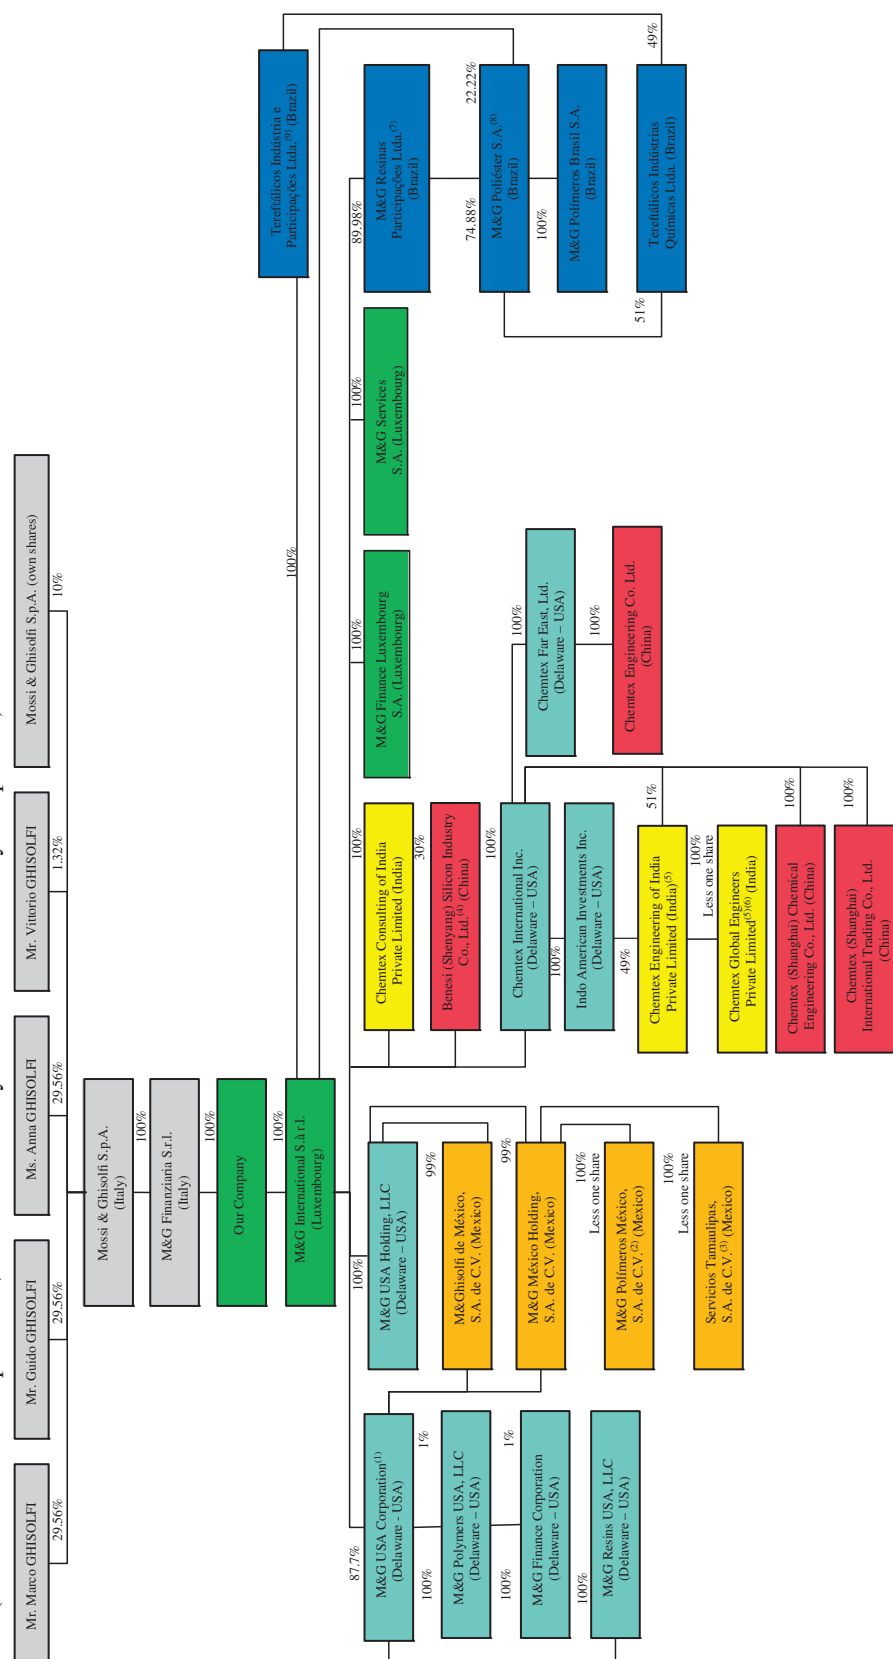 Mr. Marco GHISOLFI
29.56%
Mr. Guido GHISOLFI
29.56%
Ms. Anna GHISOLFI
29.56%
Mr. Vittorio GHISOLFI
1.32%
Mossi & Ghisolfi S.p.A. (own shares)
10%
Mossi & Ghisolfi S.p.A.
(Italy)
100%
M&G Finanziaria S.r.l.
(Italy)
100%
Our Company
100%
M&G International S.à r.l.
(Luxembourg)
100%
Tereftálicos Indústria e
Participações Ltda.(9) (Brazil)
49%
87.7%
M&G USA Corporation(1)
(Delaware - USA)
1%
100%
M&G Polymers USA, LLC
(Delaware – USA)
1%
100%
M&G Finance Corporation
(Delaware – USA)
100%
M&G Resins USA, LLC
(Delaware – USA)
100%
M&G USA Holding, LLC
(Delaware – USA)
99%
M&Ghisolfi de México,
S.A. de C.V. (Mexico)
99%
M&G México Holding,
S.A. de C.V. (Mexico)
100%
Less one share
M&G Polímeros México,
S.A. de C.V.(2) (Mexico)
100%
Less one share
Servicios Tamaulipas,
S.A. de C.V.(3) (Mexico)
100%
Chemtex Consulting of India
Private Limited (India)
30%
Benesi (Shenyang) Silicon Industry
Co., Ltd.(4) (China)
100%
Chemtex International Inc.
(Delaware – USA)
100%
Indo American Investments Inc.
(Delaware – USA)
49%
51%
Chemtex Engineering of India
Private Limited (India)(5)
100%
Less one share
Chemtex Global Engineers
Private Limited(5)(6) (India)
100%
Chemtex (Shanghai) Chemical
Engineering Co., Ltd. (China)
100%
Chemtex (Shanghai)
International Trading Co., Ltd.
(China)
100%
Chemtex Far East, Ltd.
(Delaware – USA)
100%
Chemtex Engineering Co. Ltd.
(China)
100%
M&G Finance Luxembourg
S.A. (Luxembourg)
100%
M&G Services
S.A. (Luxembourg)
89.98%
M&G Resinas
Participações Ltda.(7)
(Brazil)
74.88%
22.22%
M&G Poliéster S.A.(8)
(Brazil)
100%
M&G Polímeros Brasil S.A.
(Brazil)
51%
Tereftálicos Indústrias
Químicas Ltda. (Brazil)